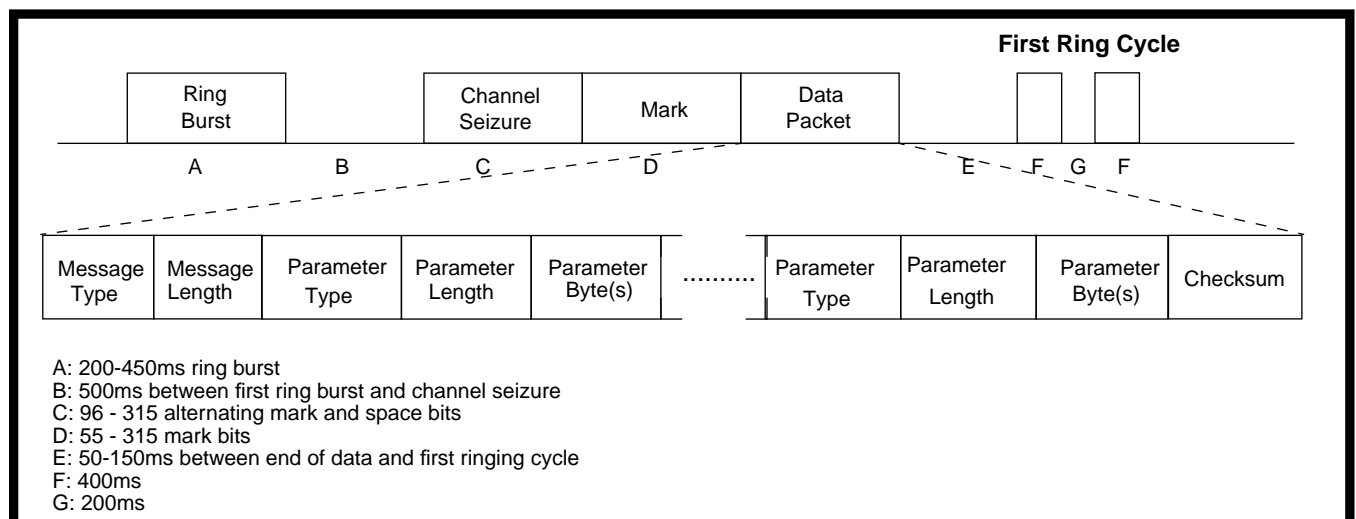 First Ring Cycle
Ring Burst
Channel Seizure
Mark
Data Packet
A B C D E F G F
Message Type
Message Length
Parameter Type
Parameter Length
Parameter Byte(s)
..........
Parameter Type
Parameter Length
Parameter Byte(s)
Checksum
A: 200-450ms ring burst
B: 500ms between first ring burst and channel seizure
C: 96 - 315 alternating mark and space bits
D: 55 - 315 mark bits
E: 50-150ms between end of data and first ringing cycle
F: 400ms
G: 200ms